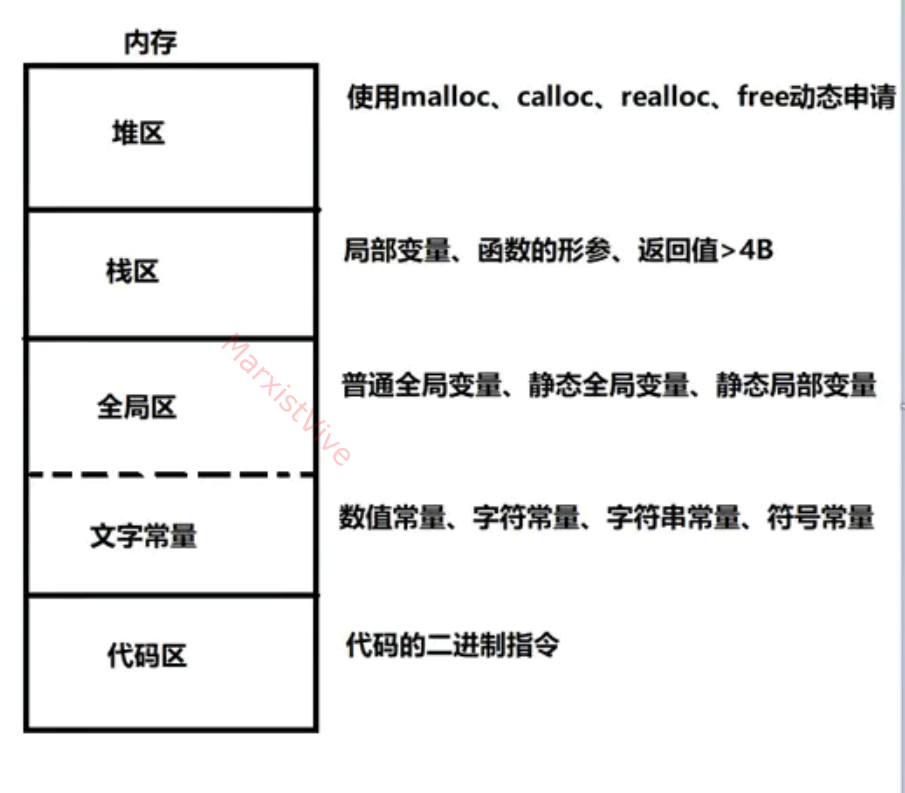 内存
堆区
使用malloc、calloc、realloc、free动态申请
栈区
局部变量、函数的形参、返回值>4B
全局区
普通全局变量、静态全局变量、静态局部变量
MarxistVive
文字常量
数值常量、字符常量、字符串常量、符号常量
代码区
代码的二进制指令